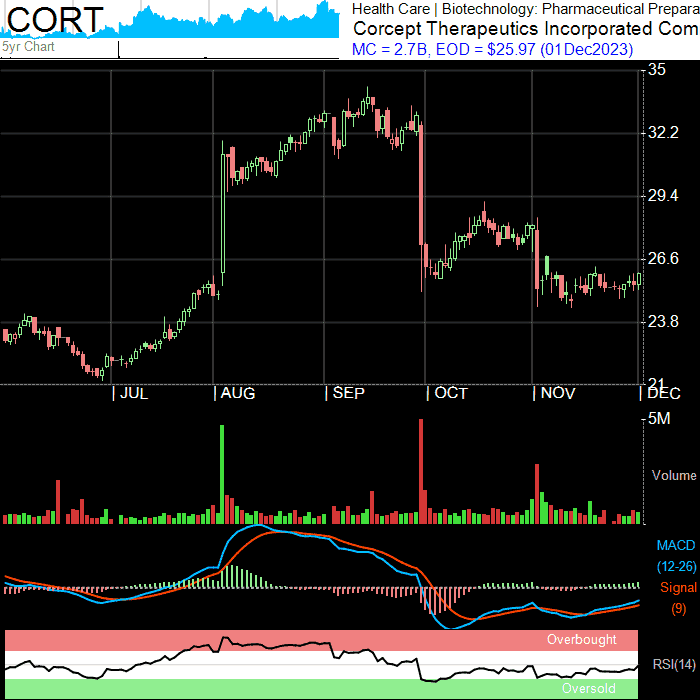 CORT
5yr Chart
Health Care | Biotechnology: Pharmaceutical Prepara
Corcept Therapeutics Incorporated Com
MC = 2.7B, EOD = $25.97 (01Dec2023)
35
32.2
29.4
26.6
23.8
21
| JUL | AUG | SEP | OCT | NOV | DEC
5M
Volume
MACD
(12-26)
Signal
(9)
Overbought
RSI(14)
Oversold